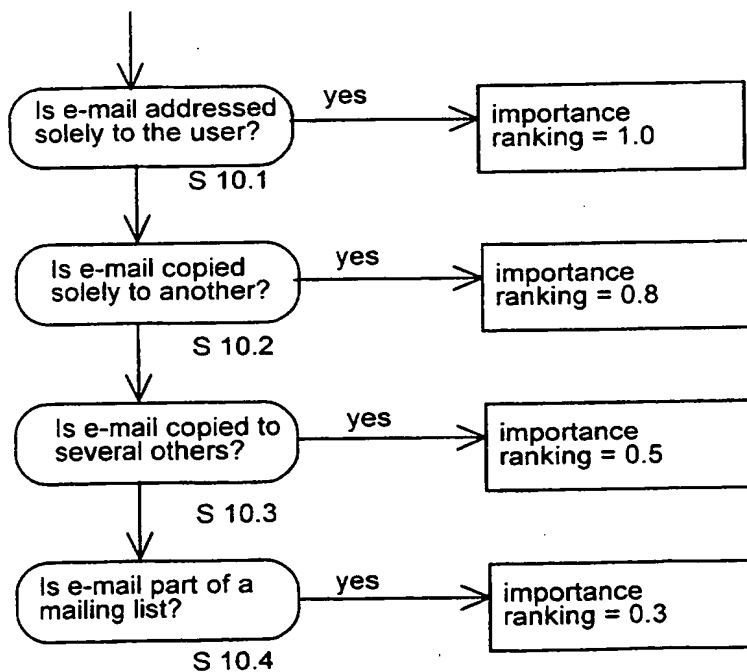 Is e-mail addressed
solely to the user?
yes
importance
ranking = 1.0
S 10.1
Is e-mail copied
solely to another?
yes
importance
ranking = 0.8
S 10.2
Is e-mail copied to
several others?
yes
importance
ranking = 0.5
S 10.3
Is e-mail part of a
mailing list?
yes
importance
ranking = 0.3
S 10.4